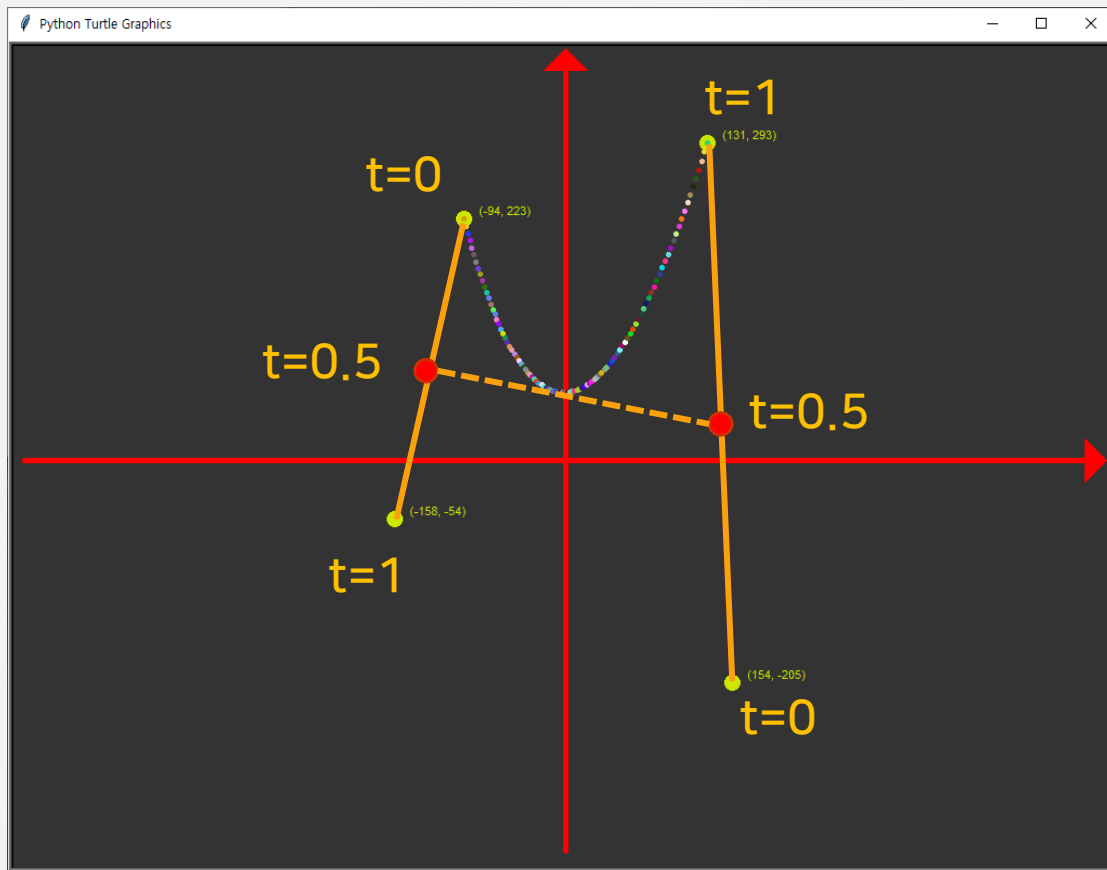 Python Turtle Graphics
t=1
(131, 293)
t=0
(-94, 223)
t=0.5
t=0.5
(-158, -54)
t=1
(154, -205)
t=0